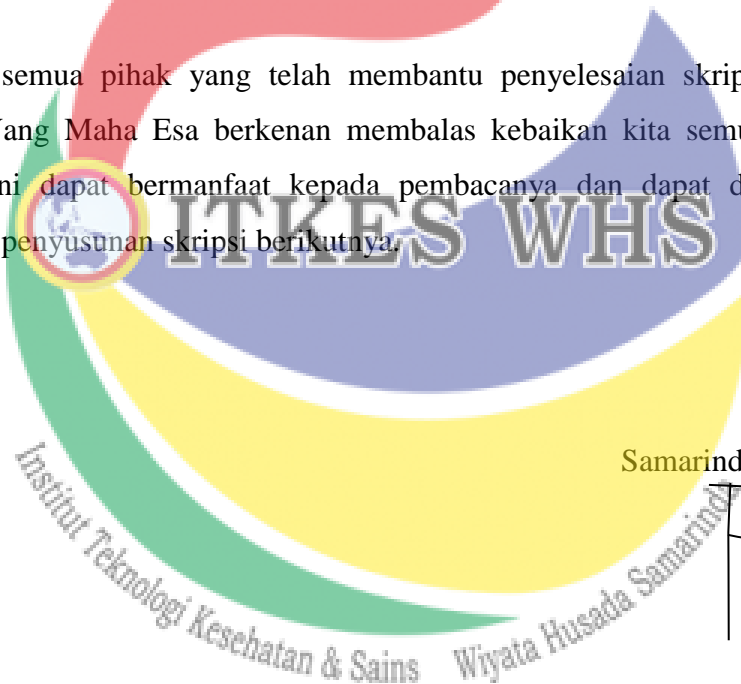 semua pihak yang telah membantu penyelesaian skrip
Yang Maha Esa berkenan membalas kebaikan kita semu
ni dapat bermanfaat kepada pembacanya dan dapat d
penyusunan skripsi berikutnya.
ITKES WHS
Samarind
Institut Teknologi Kesehatan & Sains Wiyata Husada Samarinda